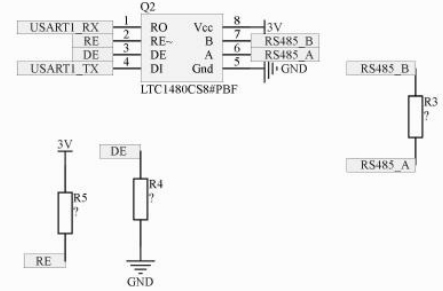 Q2
USART1_RX 1 RO Vcc 8 3V
RE 2 RE~ B 7 RS485_B
DE 3 DE A 6 RS485_A
USART1_TX 4 DI Gnd 5 GND
LTC1480CS8#PBF
RS485_B
R3
?
RS485_A
3V
R5
?
RE
DE
R4
?
GND